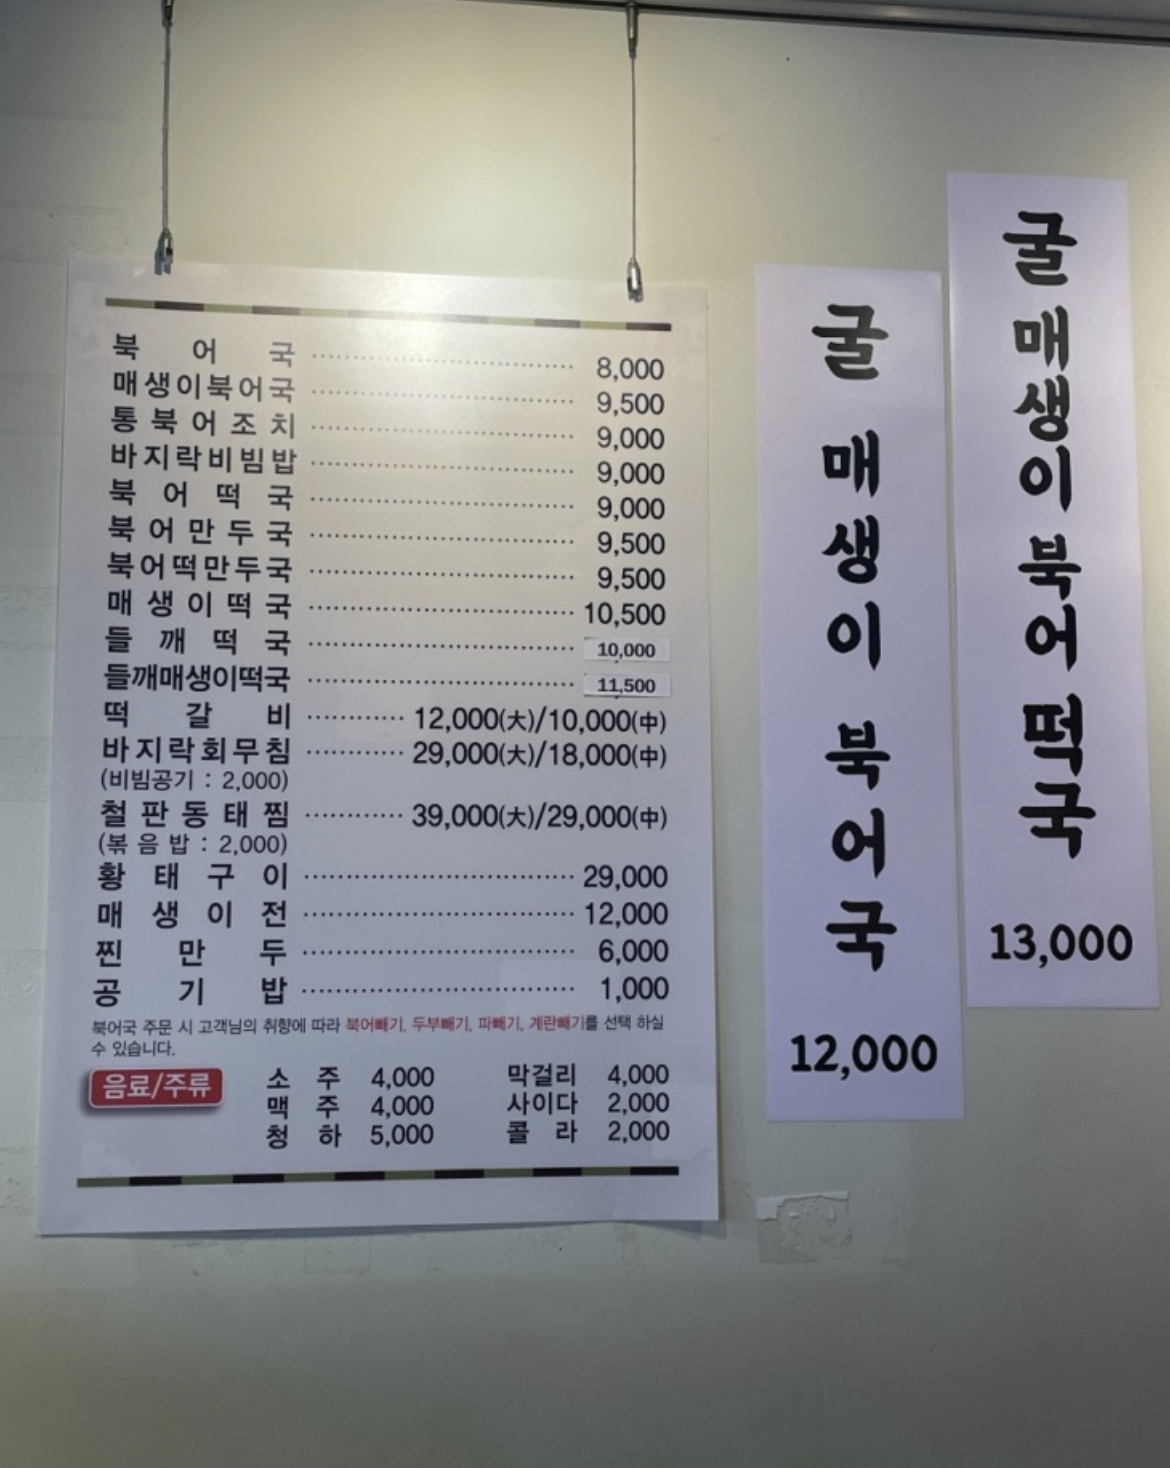 북어국 8,000
매생이북어국 9,500
통북어조치 9,000
바지락비빔밥 9,000
북어떡국 9,000
북어만두국 9,500
북어떡만두국 9,500
매생이떡국 10,500
들깨떡국 10,000
들깨매생이떡국 11,500
떡갈비 12,000(大)/10,000(中)
바지락회무침 29,000(大)/18,000(中)
(비빔공기 : 2,000)
철판동태찜 39,000(大)/29,000(中)
(볶음밥 : 2,000)
황태구이 29,000
매생이전 12,000
찐만두 6,000
공기밥 1,000
북어국 주문 시 고객님의 취향에 따라 북어빼기, 두부빼기, 파빼기, 계란빼기를 선택 하실
수 있습니다.
음료/주류
소주 4,000 막걸리 4,000
맥주 4,000 사이다 2,000
청하 5,000 콜라 2,000
굴 매생이 북어국
12,000
굴 매생이 북어 떡국
13,000